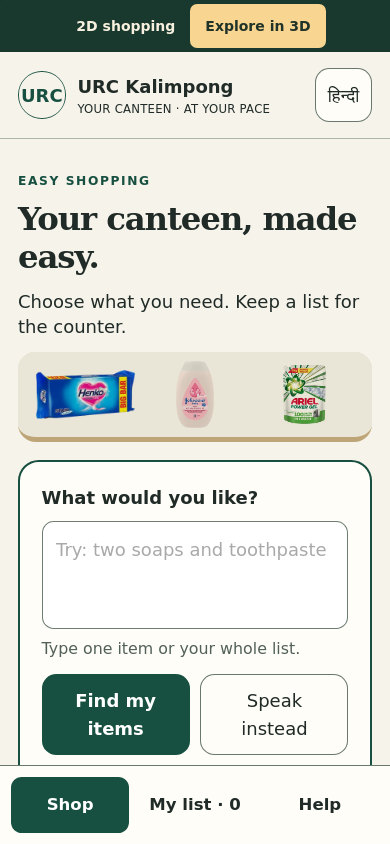 2D shopping
Explore in 3D
URC
URC Kalimpong
YOUR CANTEEN · AT YOUR PACE
हिन्दी
EASY SHOPPING
Your canteen, made
easy.
Choose what you need. Keep a list for
the counter.
Henko
BIG BAR
Johnson's
ARIEL
POWER GEL
What would you like?
Try: two soaps and toothpaste
Type one item or your whole list.
Find my
items
Speak
instead
Shop
My list · 0
Help